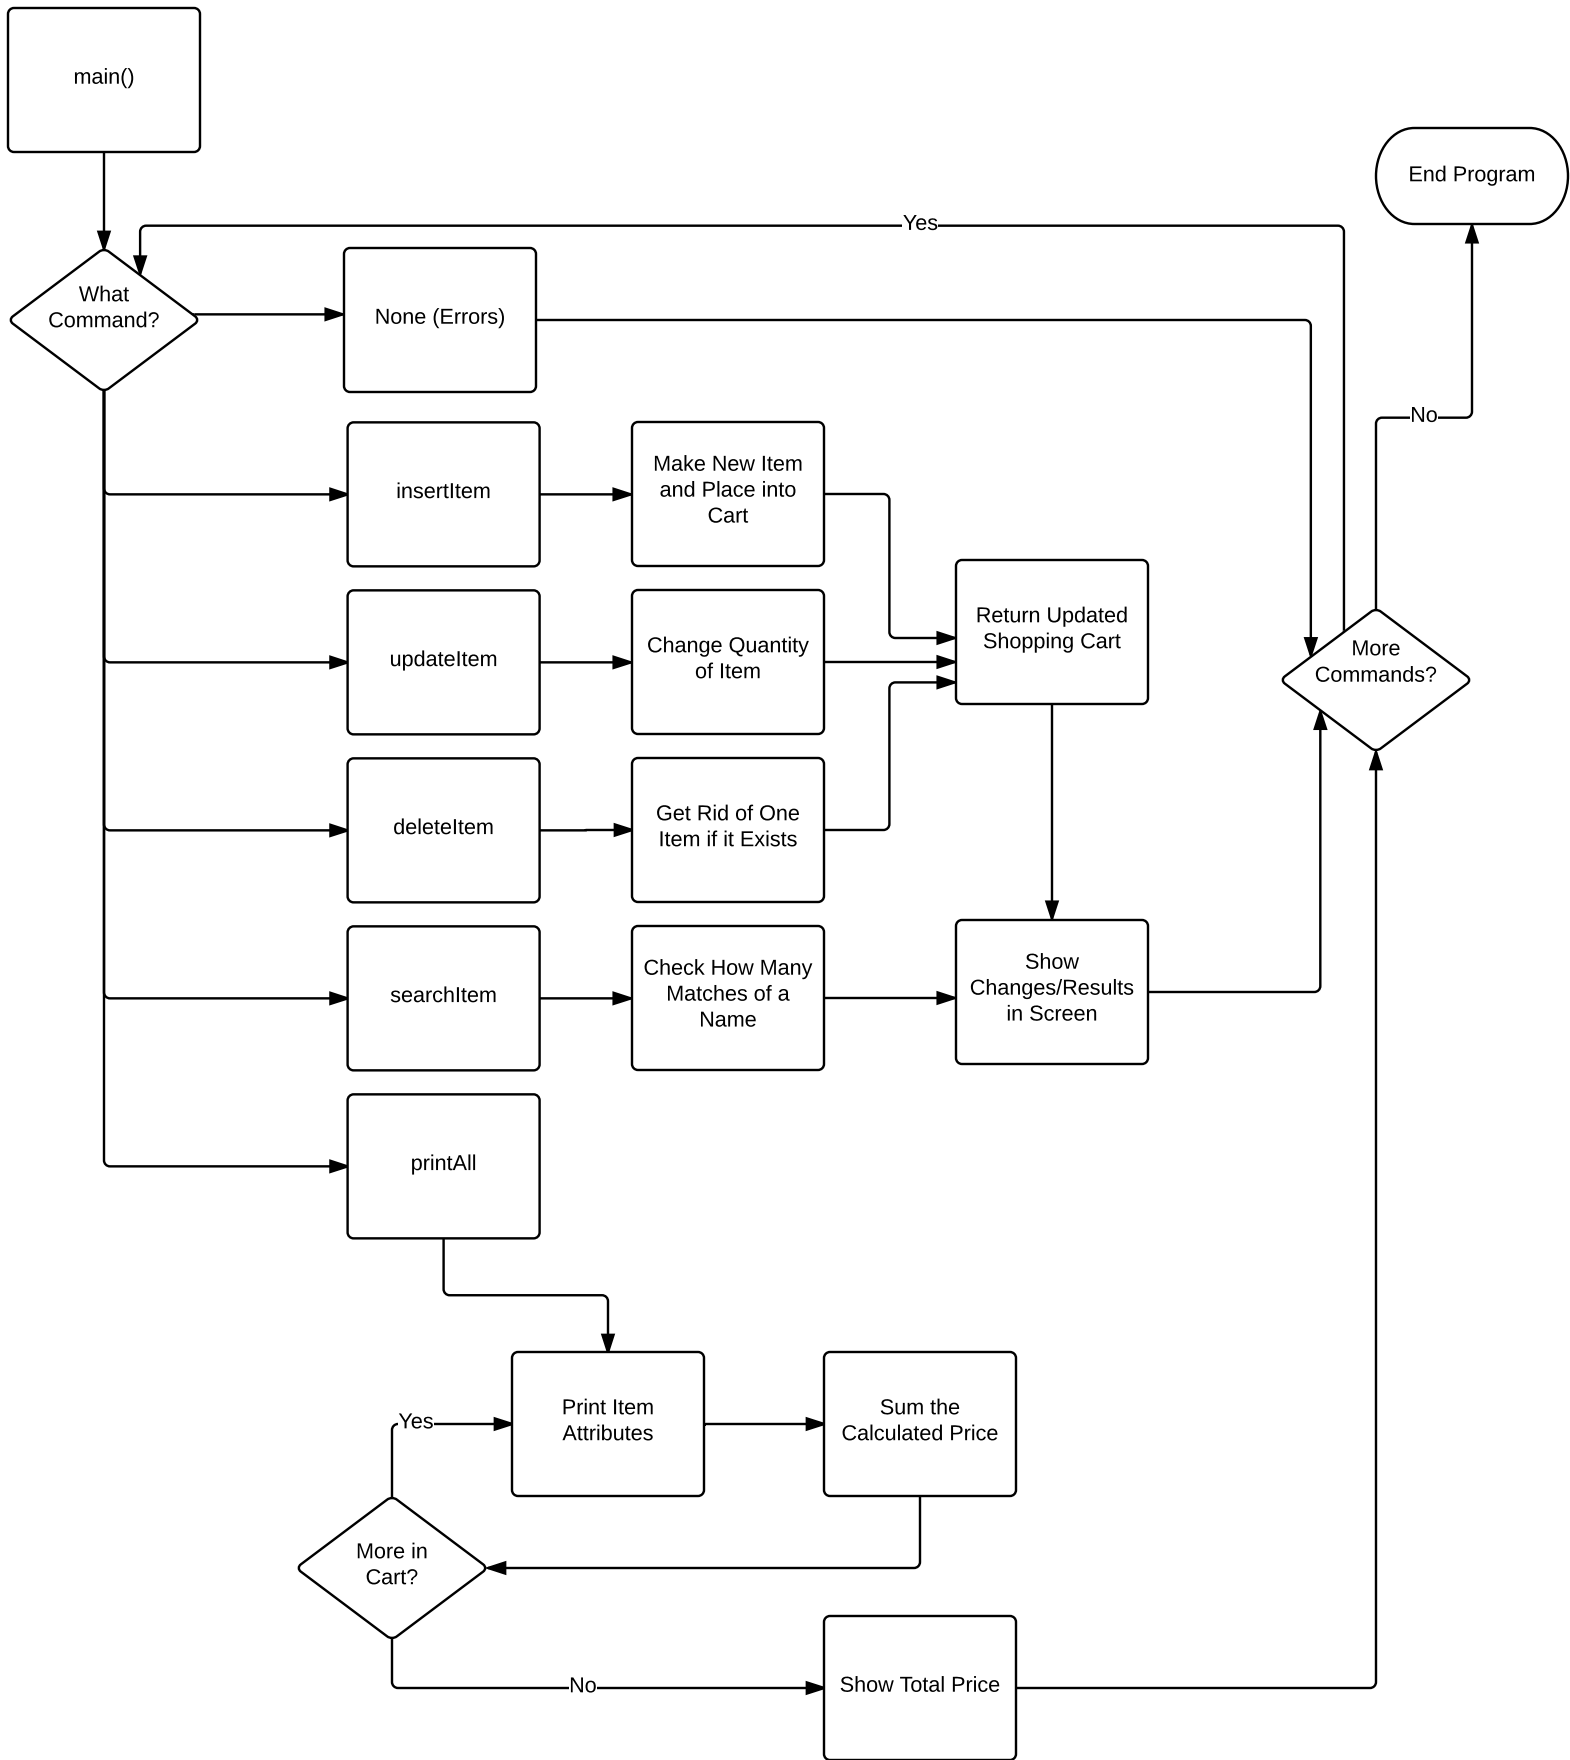 main()
End Program
Yes
What
Command?
None (Errors)
No
insertItem
Make New Item
and Place into
Cart
Return Updated
Shopping Cart
updateItem
Change Quantity
of Item
More
Commands?
deleteItem
Get Rid of One
Item if it Exists
searchItem
Check How Many
Matches of a
Name
Show
Changes/Results
in Screen
printAll
Print Item
Attributes
Sum the
Calculated Price
Yes
More in
Cart?
No
Show Total Price